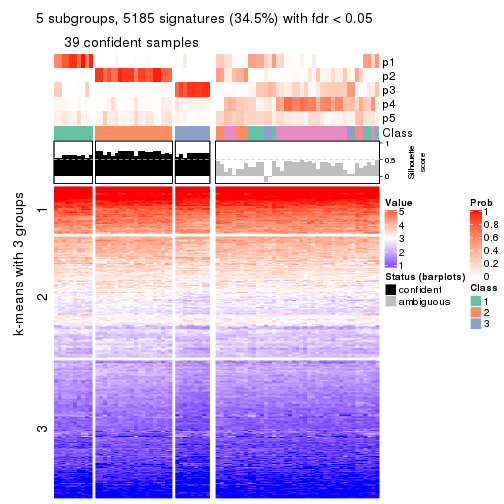 5 subgroups, 5185 signatures (34.5%) with fdr < 0.05
39 confident samples
p1
p2
p3
p4
p5
Class
1
0.5
0
Silhouette
score
k-means with 3 groups
1
2
3
Value
5
4
3
2
1
Status (barplots)
confident
ambiguous
Prob
1
0.8
0.6
0.4
0.2
0
Class
1
2
3